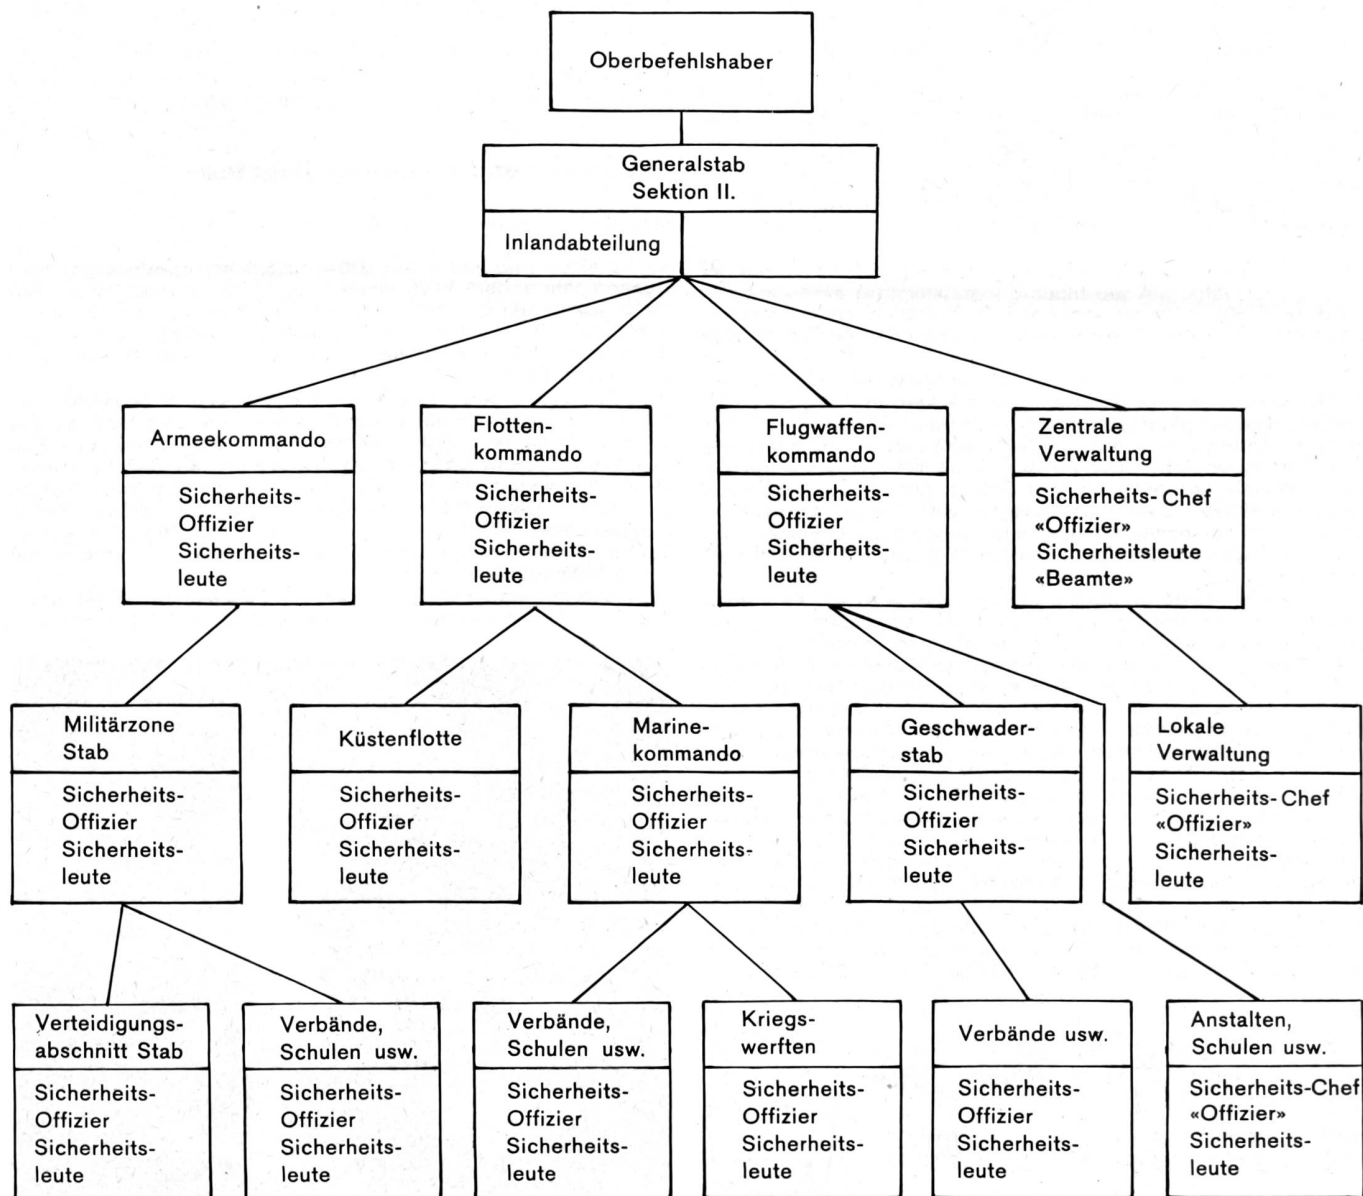 Oberbefehlshaber
Generalstab
Sektion II.
Inlandabteilung
Armeekommando
Sicherheits-
Offizier
Sicherheits-
leute
Flotten-
kommando
Sicherheits-
Offizier
Sicherheits-
leute
Flugwaffen-
kommando
Sicherheits-
Offizier
Sicherheits-
leute
Zentrale
Verwaltung
Sicherheits-Chef
«Offizier»
Sicherheitsleute
«Beamte»
Militärzone
Stab
Sicherheits-
Offizier
Sicherheits-
leute
Küstenflotte
Sicherheits-
Offizier
Sicherheits-
leute
Marine-
kommando
Sicherheits-
Offizier
Sicherheits-
leute
Geschwader-
stab
Sicherheits-
Offizier
Sicherheits-
leute
Lokale
Verwaltung
Sicherheits-Chef
«Offizier»
Sicherheits-
leute
Verteidigungs-
abschnitt Stab
Sicherheits-
Offizier
Sicherheits-
leute
Verbände,
Schulen usw.
Sicherheits-
Offizier
Sicherheits-
leute
Verbände,
Schulen usw.
Sicherheits-
Offizier
Sicherheits-
leute
Kriegs-
werften
Sicherheits-
Offizier
Sicherheits-
leute
Verbände usw.
Sicherheits-
Offizier
Sicherheits-
leute
Anstalten,
Schulen usw.
Sicherheits-Chef
«Offizier»
Sicherheits-
leute